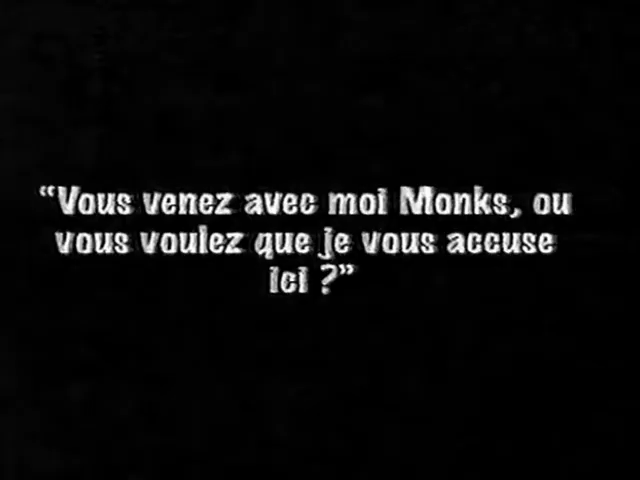 “Vous venez avec moi Monks, ou
vous voulez que je vous accuse
ici ?”